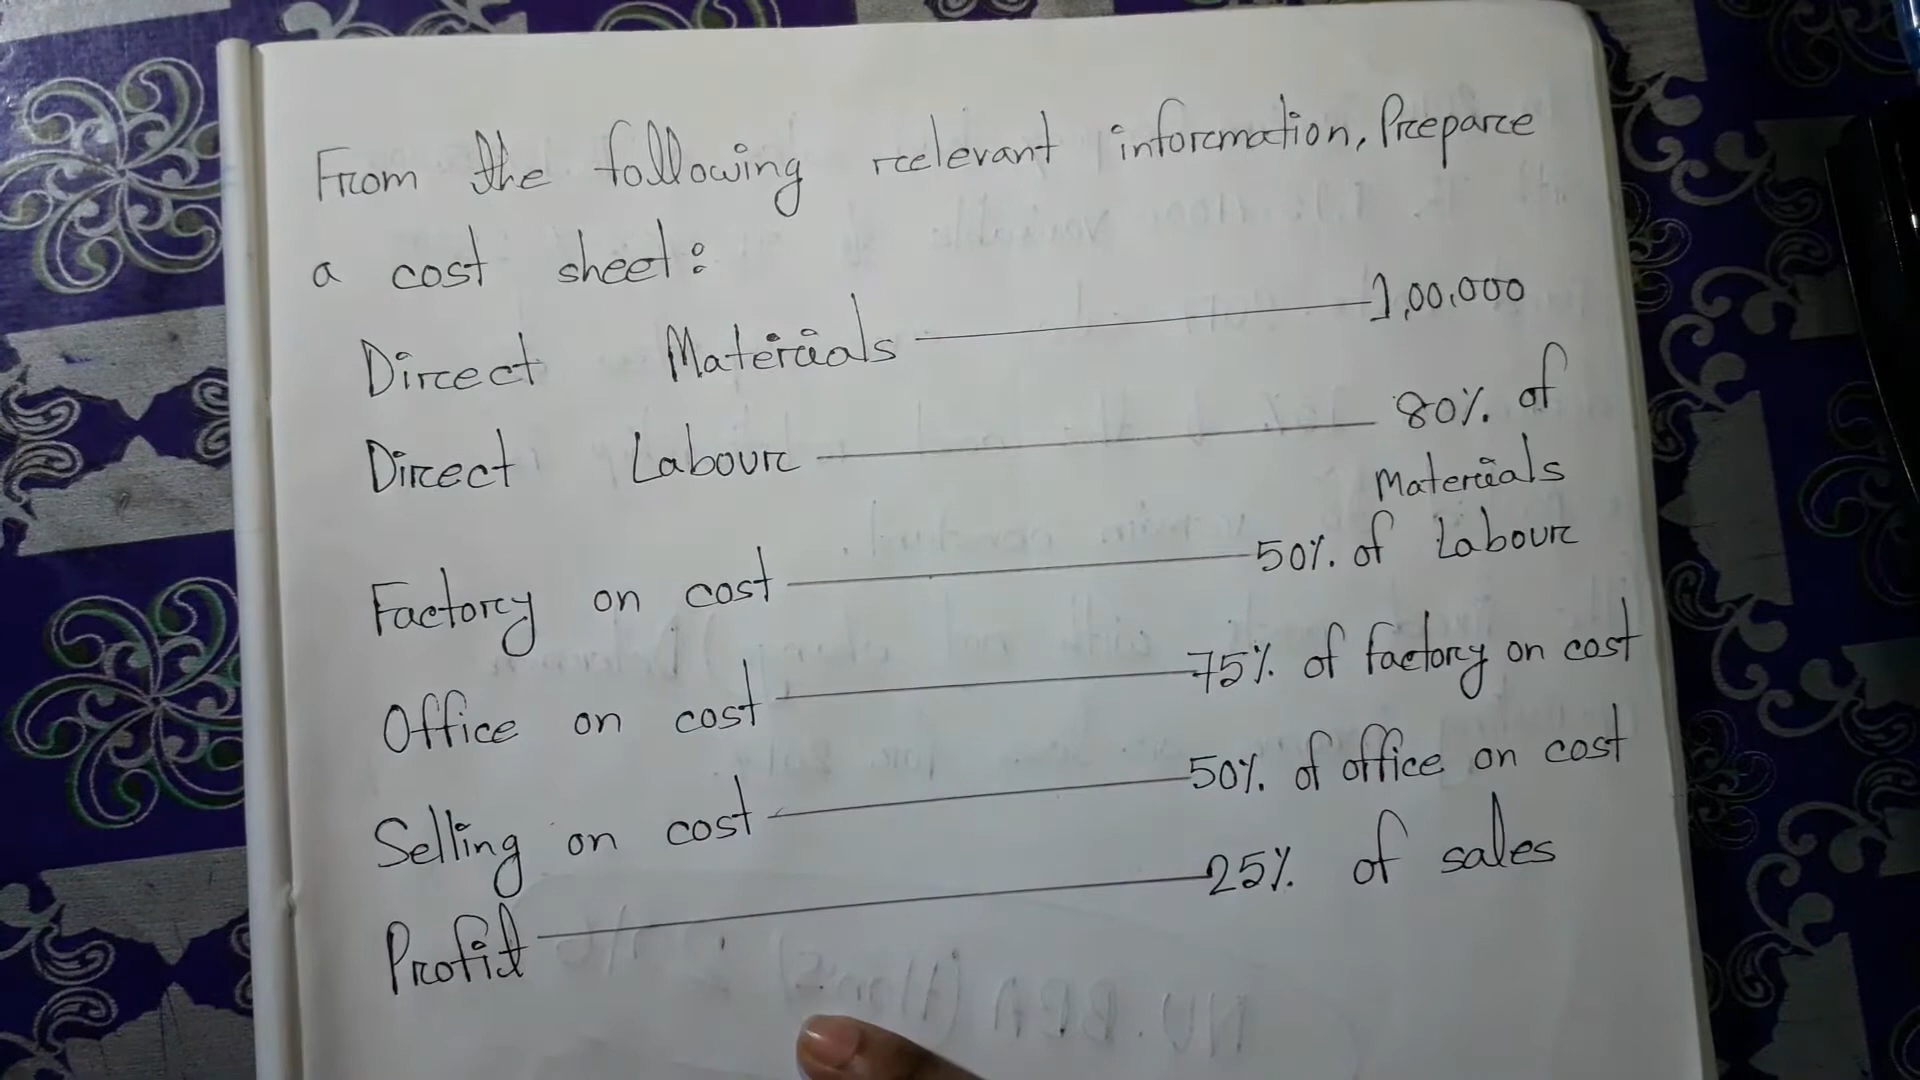 From the following relevant information, Prepare
a cost sheet:
Direct Materials 1,00,000
Direct Labour 80% of
Materials
Factory on cost 50% of Labour
Office on cost 75% of factory on cost
Selling on cost 50% of office on cost
Profit 25% of sales